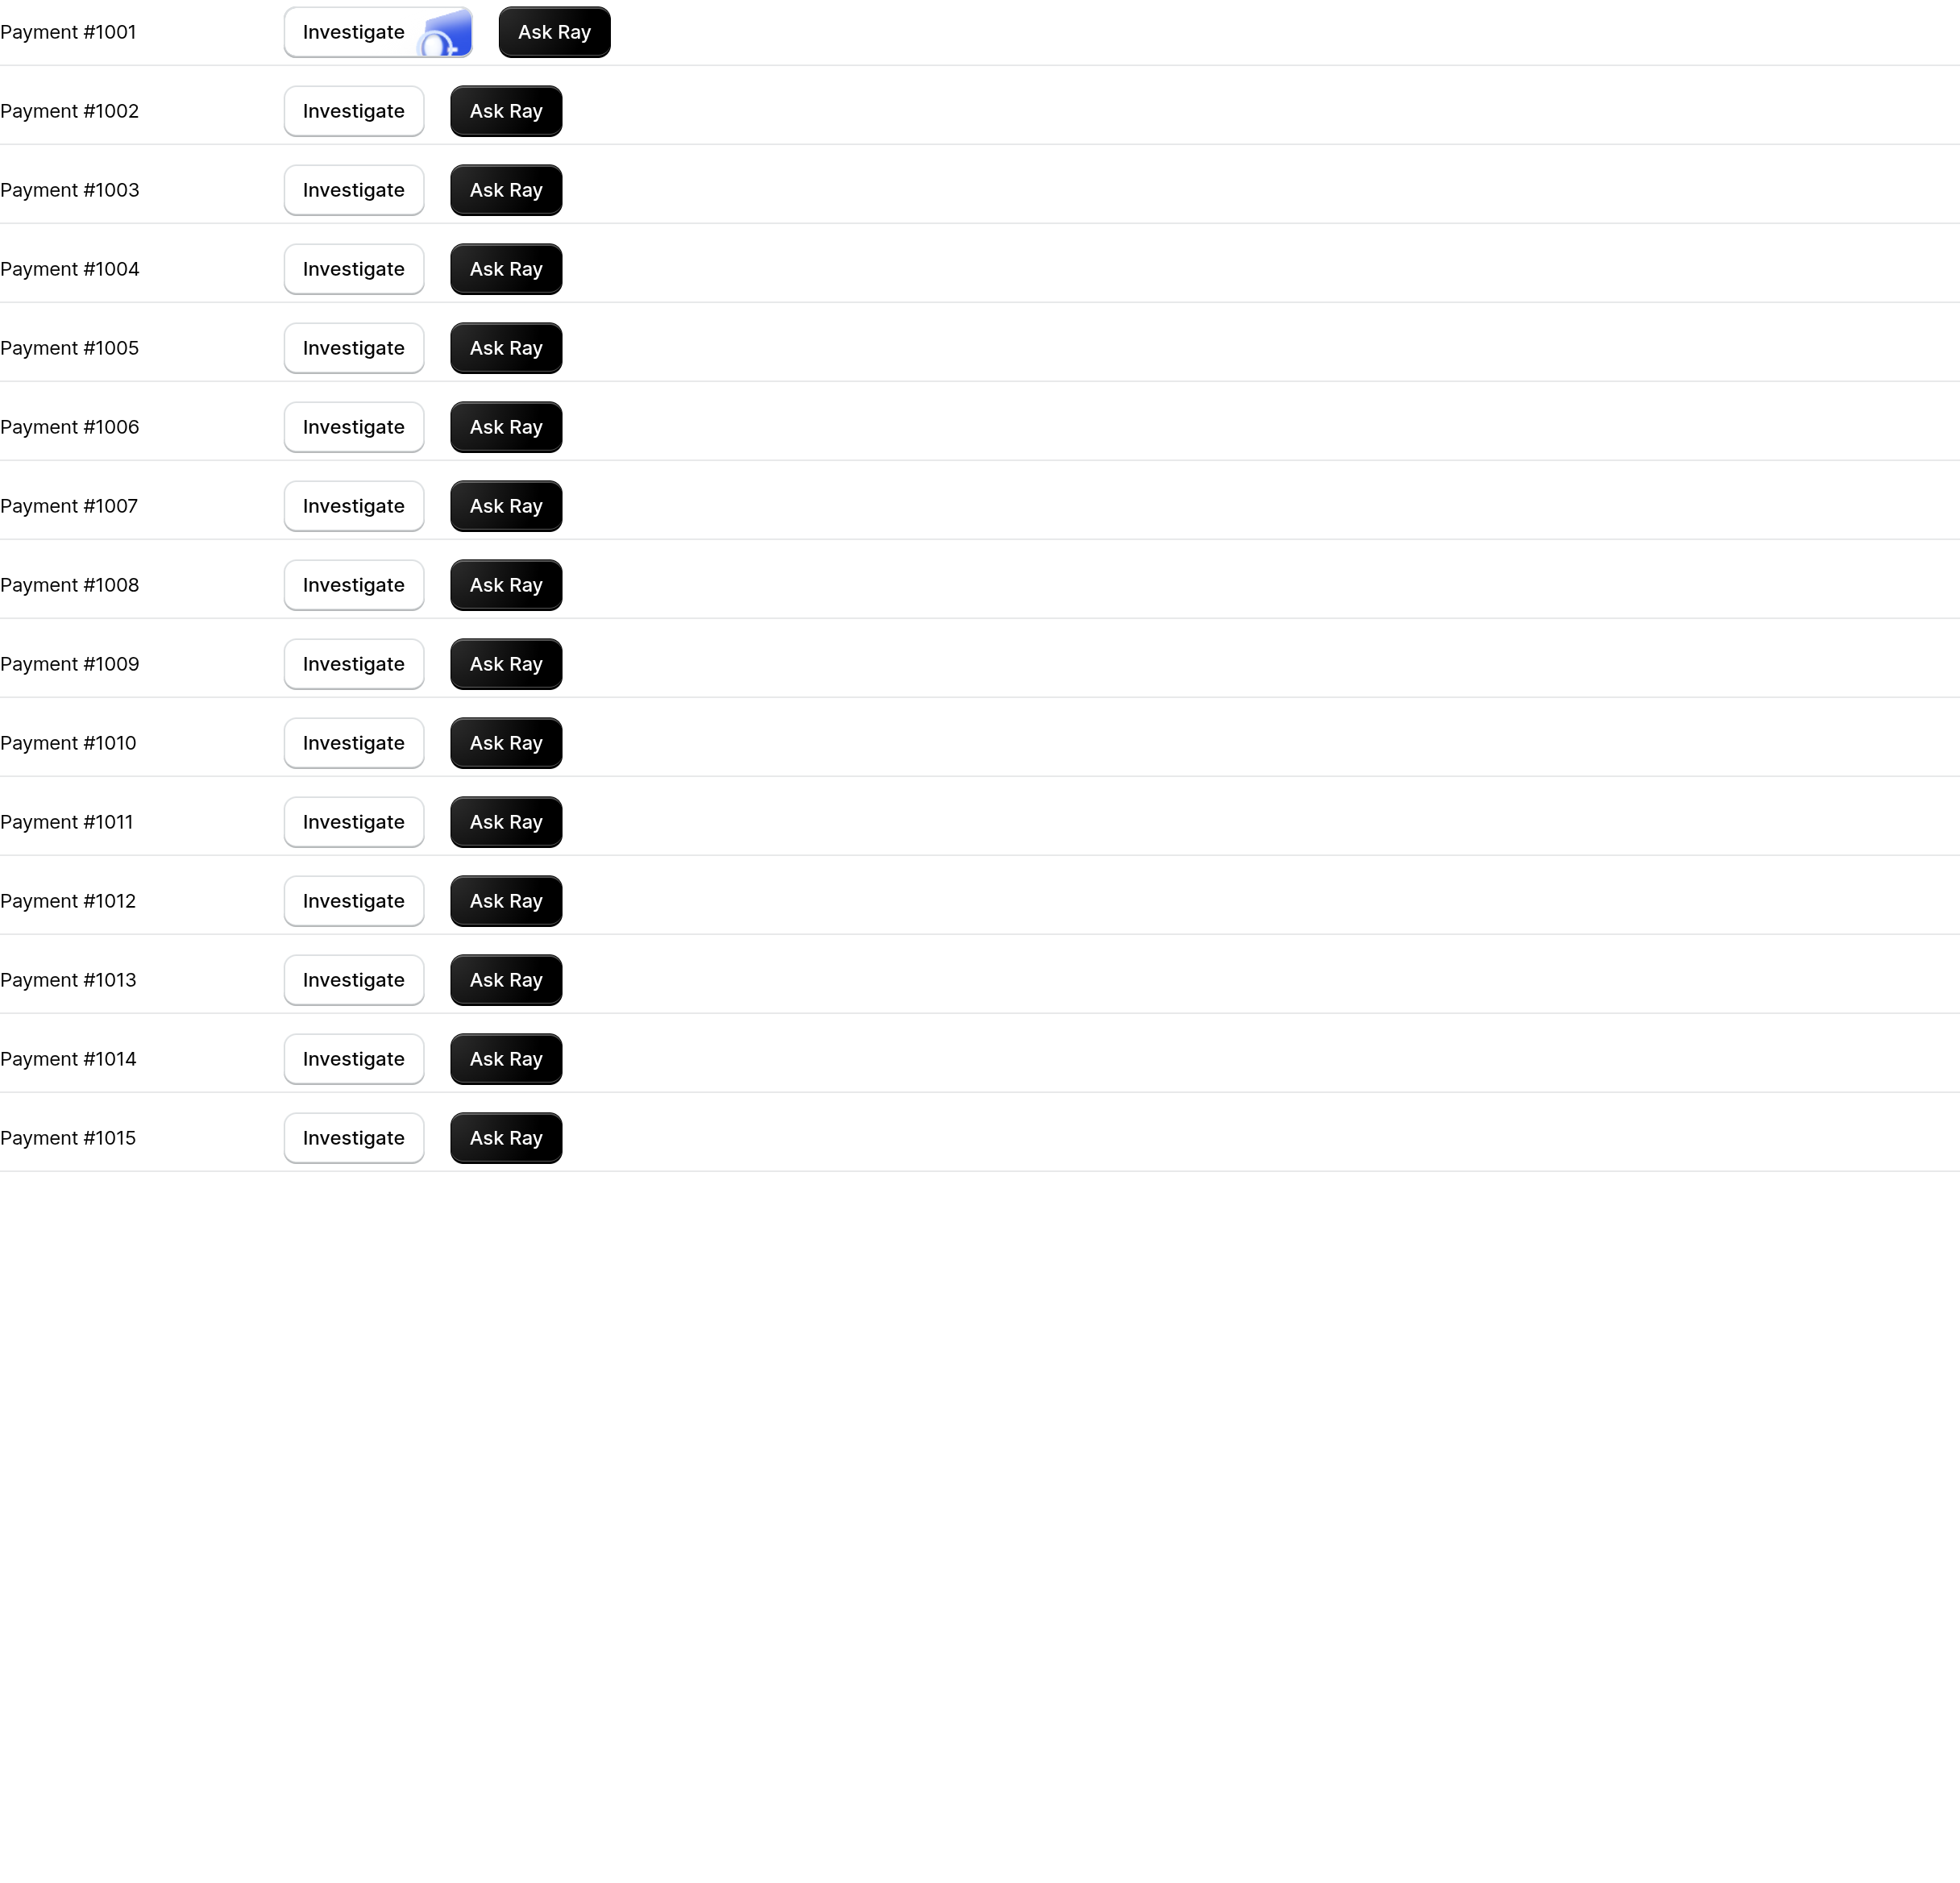 Payment #1001 Investigate Ask Ray
Payment #1002 Investigate Ask Ray
Payment #1003 Investigate Ask Ray
Payment #1004 Investigate Ask Ray
Payment #1005 Investigate Ask Ray
Payment #1006 Investigate Ask Ray
Payment #1007 Investigate Ask Ray
Payment #1008 Investigate Ask Ray
Payment #1009 Investigate Ask Ray
Payment #1010 Investigate Ask Ray
Payment #1011 Investigate Ask Ray
Payment #1012 Investigate Ask Ray
Payment #1013 Investigate Ask Ray
Payment #1014 Investigate Ask Ray
Payment #1015 Investigate Ask Ray